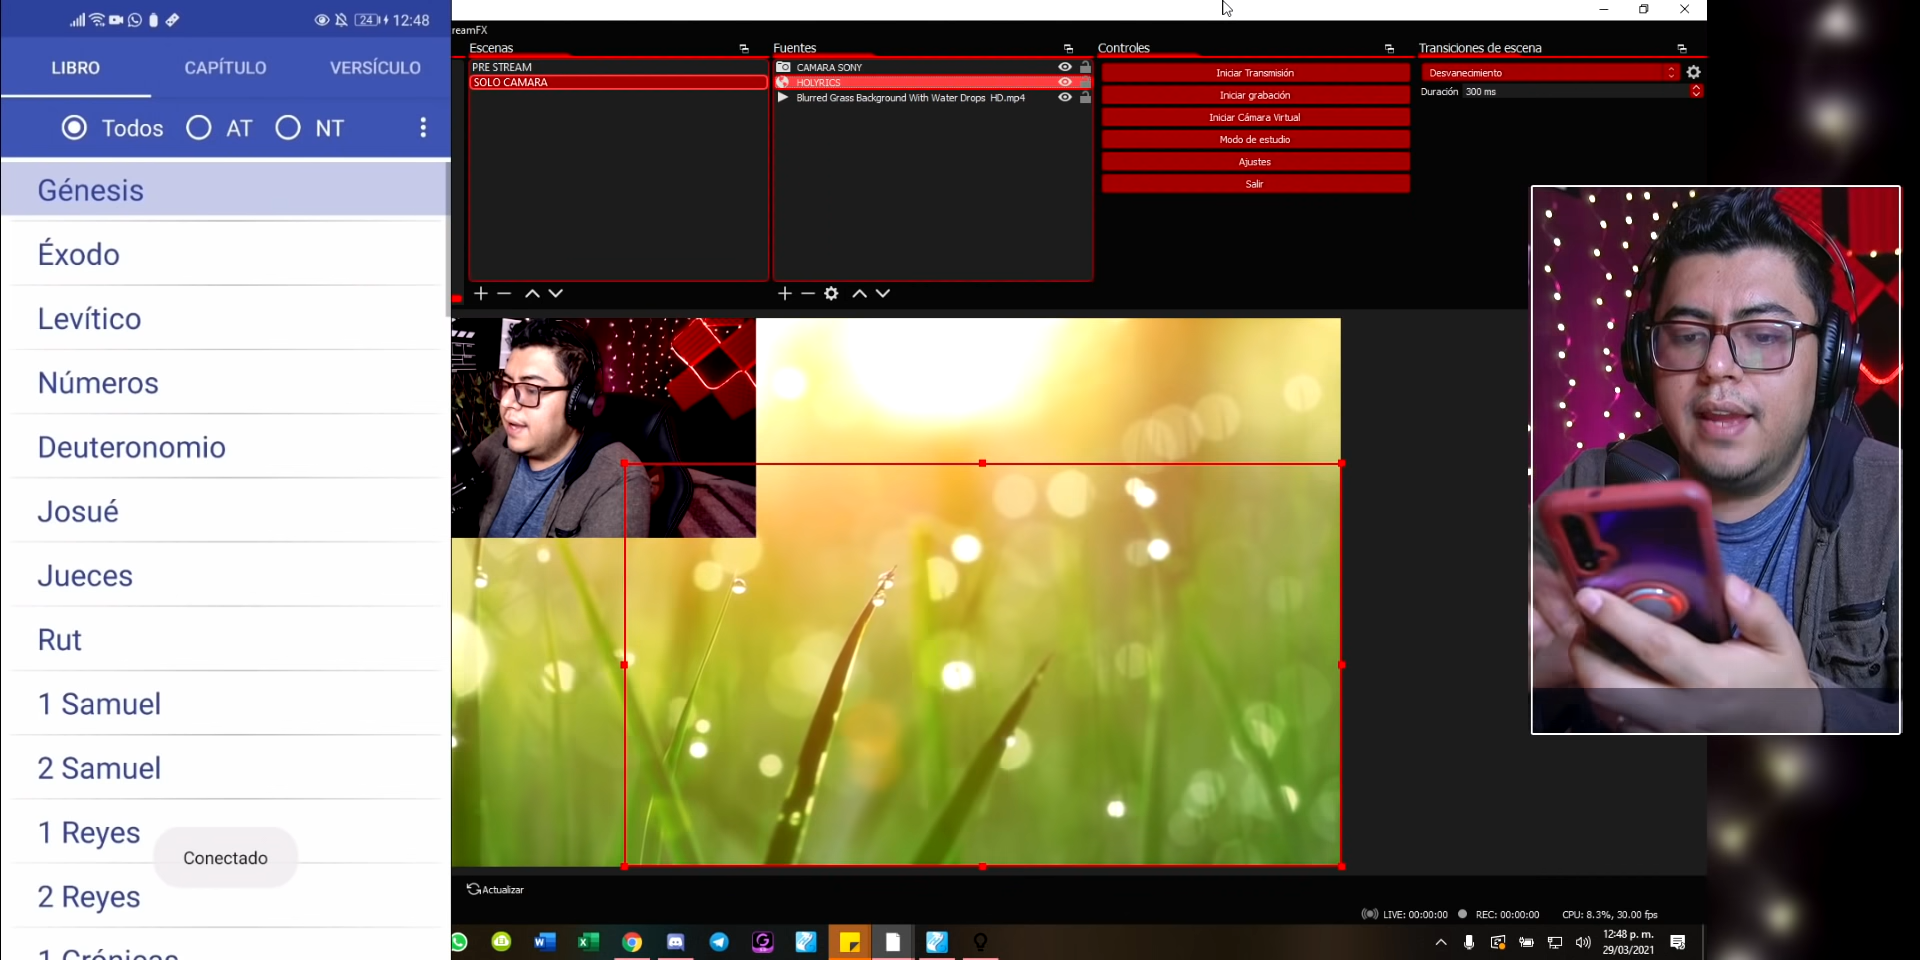 12:48
24
LIBRO
CAPÍTULO
VERSÍCULO
Todos
AT
NT
Génesis
Éxodo
Levítico
Números
Deuteronomio
Josué
Jueces
Rut
1 Samuel
2 Samuel
1 Reyes
Conectado
2 Reyes
1 Crónicas
reamFX
Escenas
PRE STREAM
SOLO CAMARA
Fuentes
CAMARA SONY
HOLYRICS
Blurred Grass Background With Water Drops HD.mp4
Controles
Iniciar Transmisión
Iniciar grabación
Iniciar Cámara Virtual
Modo de estudio
Ajustes
Salir
Transiciones de escena
Desvanecimiento
Duración 300 ms
Actualizar
LIVE: 00:00:00
REC: 00:00:00
CPU: 8.3%, 30.00 fps
12:48 p. m.
29/03/2021